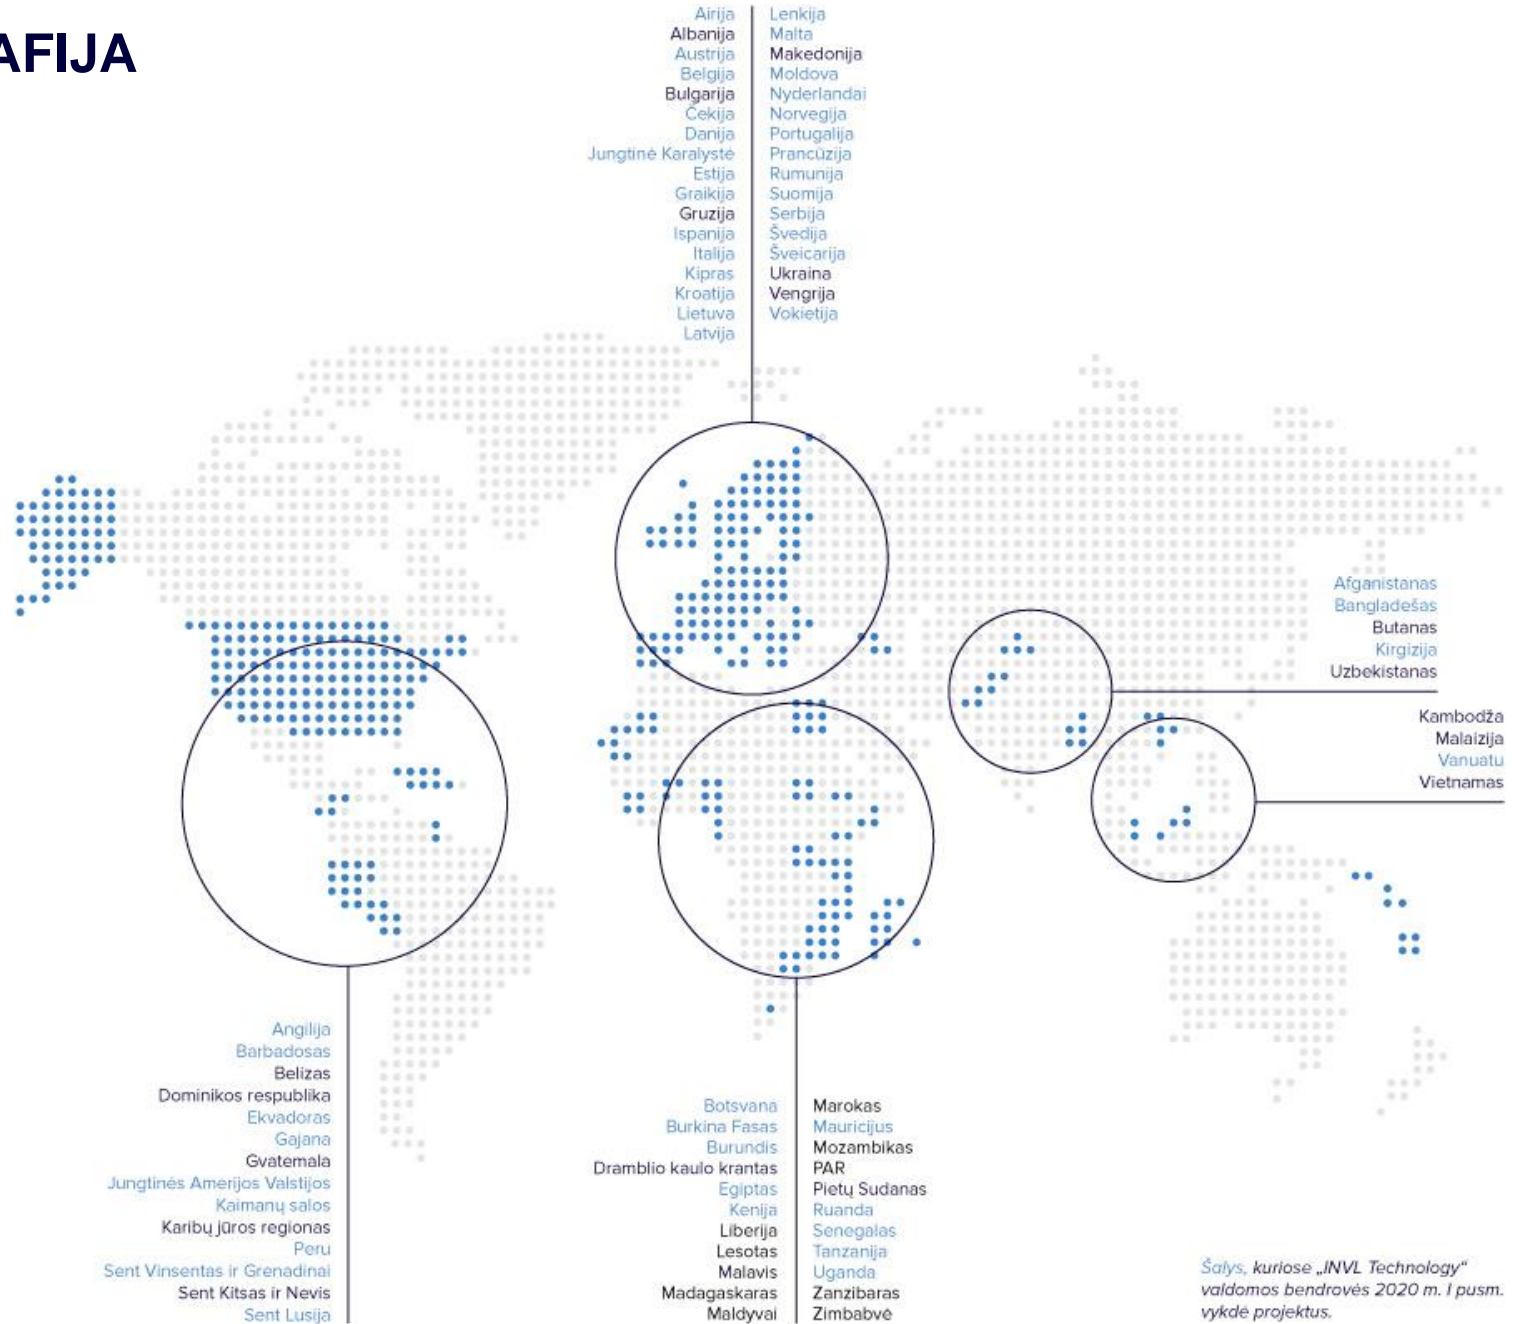 AFIJA
Airija
Albanija
Austrija
Belgija
Bulgarija
Čekija
Danija
Jungtinė Karalystė
Estija
Graikija
Gruzija
Ispanija
Italija
Kipras
Kroatija
Lietuva
Latvija
Lenkija
Malta
Makedonija
Moldova
Nyderlandai
Norvegija
Portugalija
Prancūzija
Rumunija
Suomija
Serbija
Švedija
Šveicarija
Ukraina
Vengrija
Vokietija
Afganistanas
Bangladešas
Butanas
Kirgizija
Uzbekistanas
Kambodža
Malaizija
Vanuatu
Vietnamas
Angilija
Barbadosas
Belizas
Dominikos respublika
Ekvadoras
Gajana
Gvatemala
Jungtinės Amerijos Valstijos
Kaimanų salos
Karibų jūros regionas
Peru
Sent Vinsentas ir Grenadinai
Sent Kitsas ir Nevis
Sent Lusija
Botsvana
Burkina Fasas
Burundis
Dramblio kaulo krantas
Egiptas
Kenija
Liberija
Lesotas
Malavis
Madagaskaras
Maldyvai
Marokas
Mauricijus
Mozambikas
PAR
Pietų Sudanas
Ruanda
Senegalas
Tanzanija
Uganda
Zanzibaras
Zimbabvė
Šalys, kuriose „INVL Technology“
valdomos bendrovės 2020 m. I pusm.
vykdė projektus.